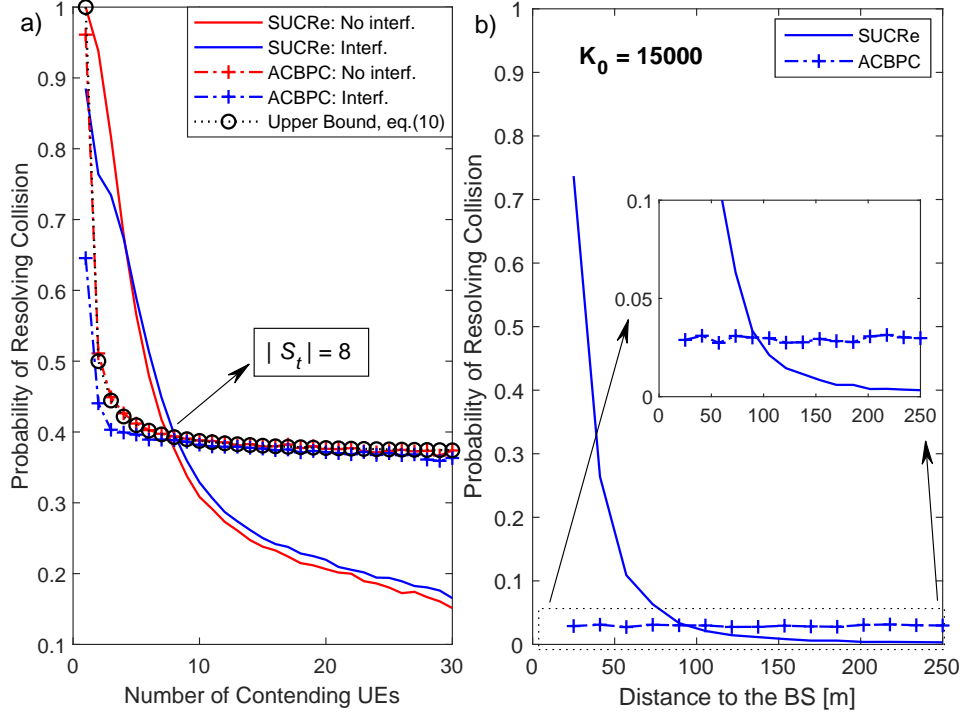 a)
SUCRe: No interf.
SUCRe: Interf.
ACBPC: No interf.
ACBPC: Interf.
Upper Bound, eq.(10)
| S_t | = 8
Probability of Resolving Collision
1
0.9
0.8
0.7
0.6
0.5
0.4
0.3
0.2
0.1
0 10 20 30
Number of Contending UEs
b)
K_0 = 15000
SUCRe
ACBPC
Probability of Resolving Collision
1
0.9
0.8
0.7
0.6
0.5
0.4
0.3
0.2
0.1
0
0 50 100 150 200 250
Distance to the BS [m]
0.1
0.05
0
0 50 100 150 200 250